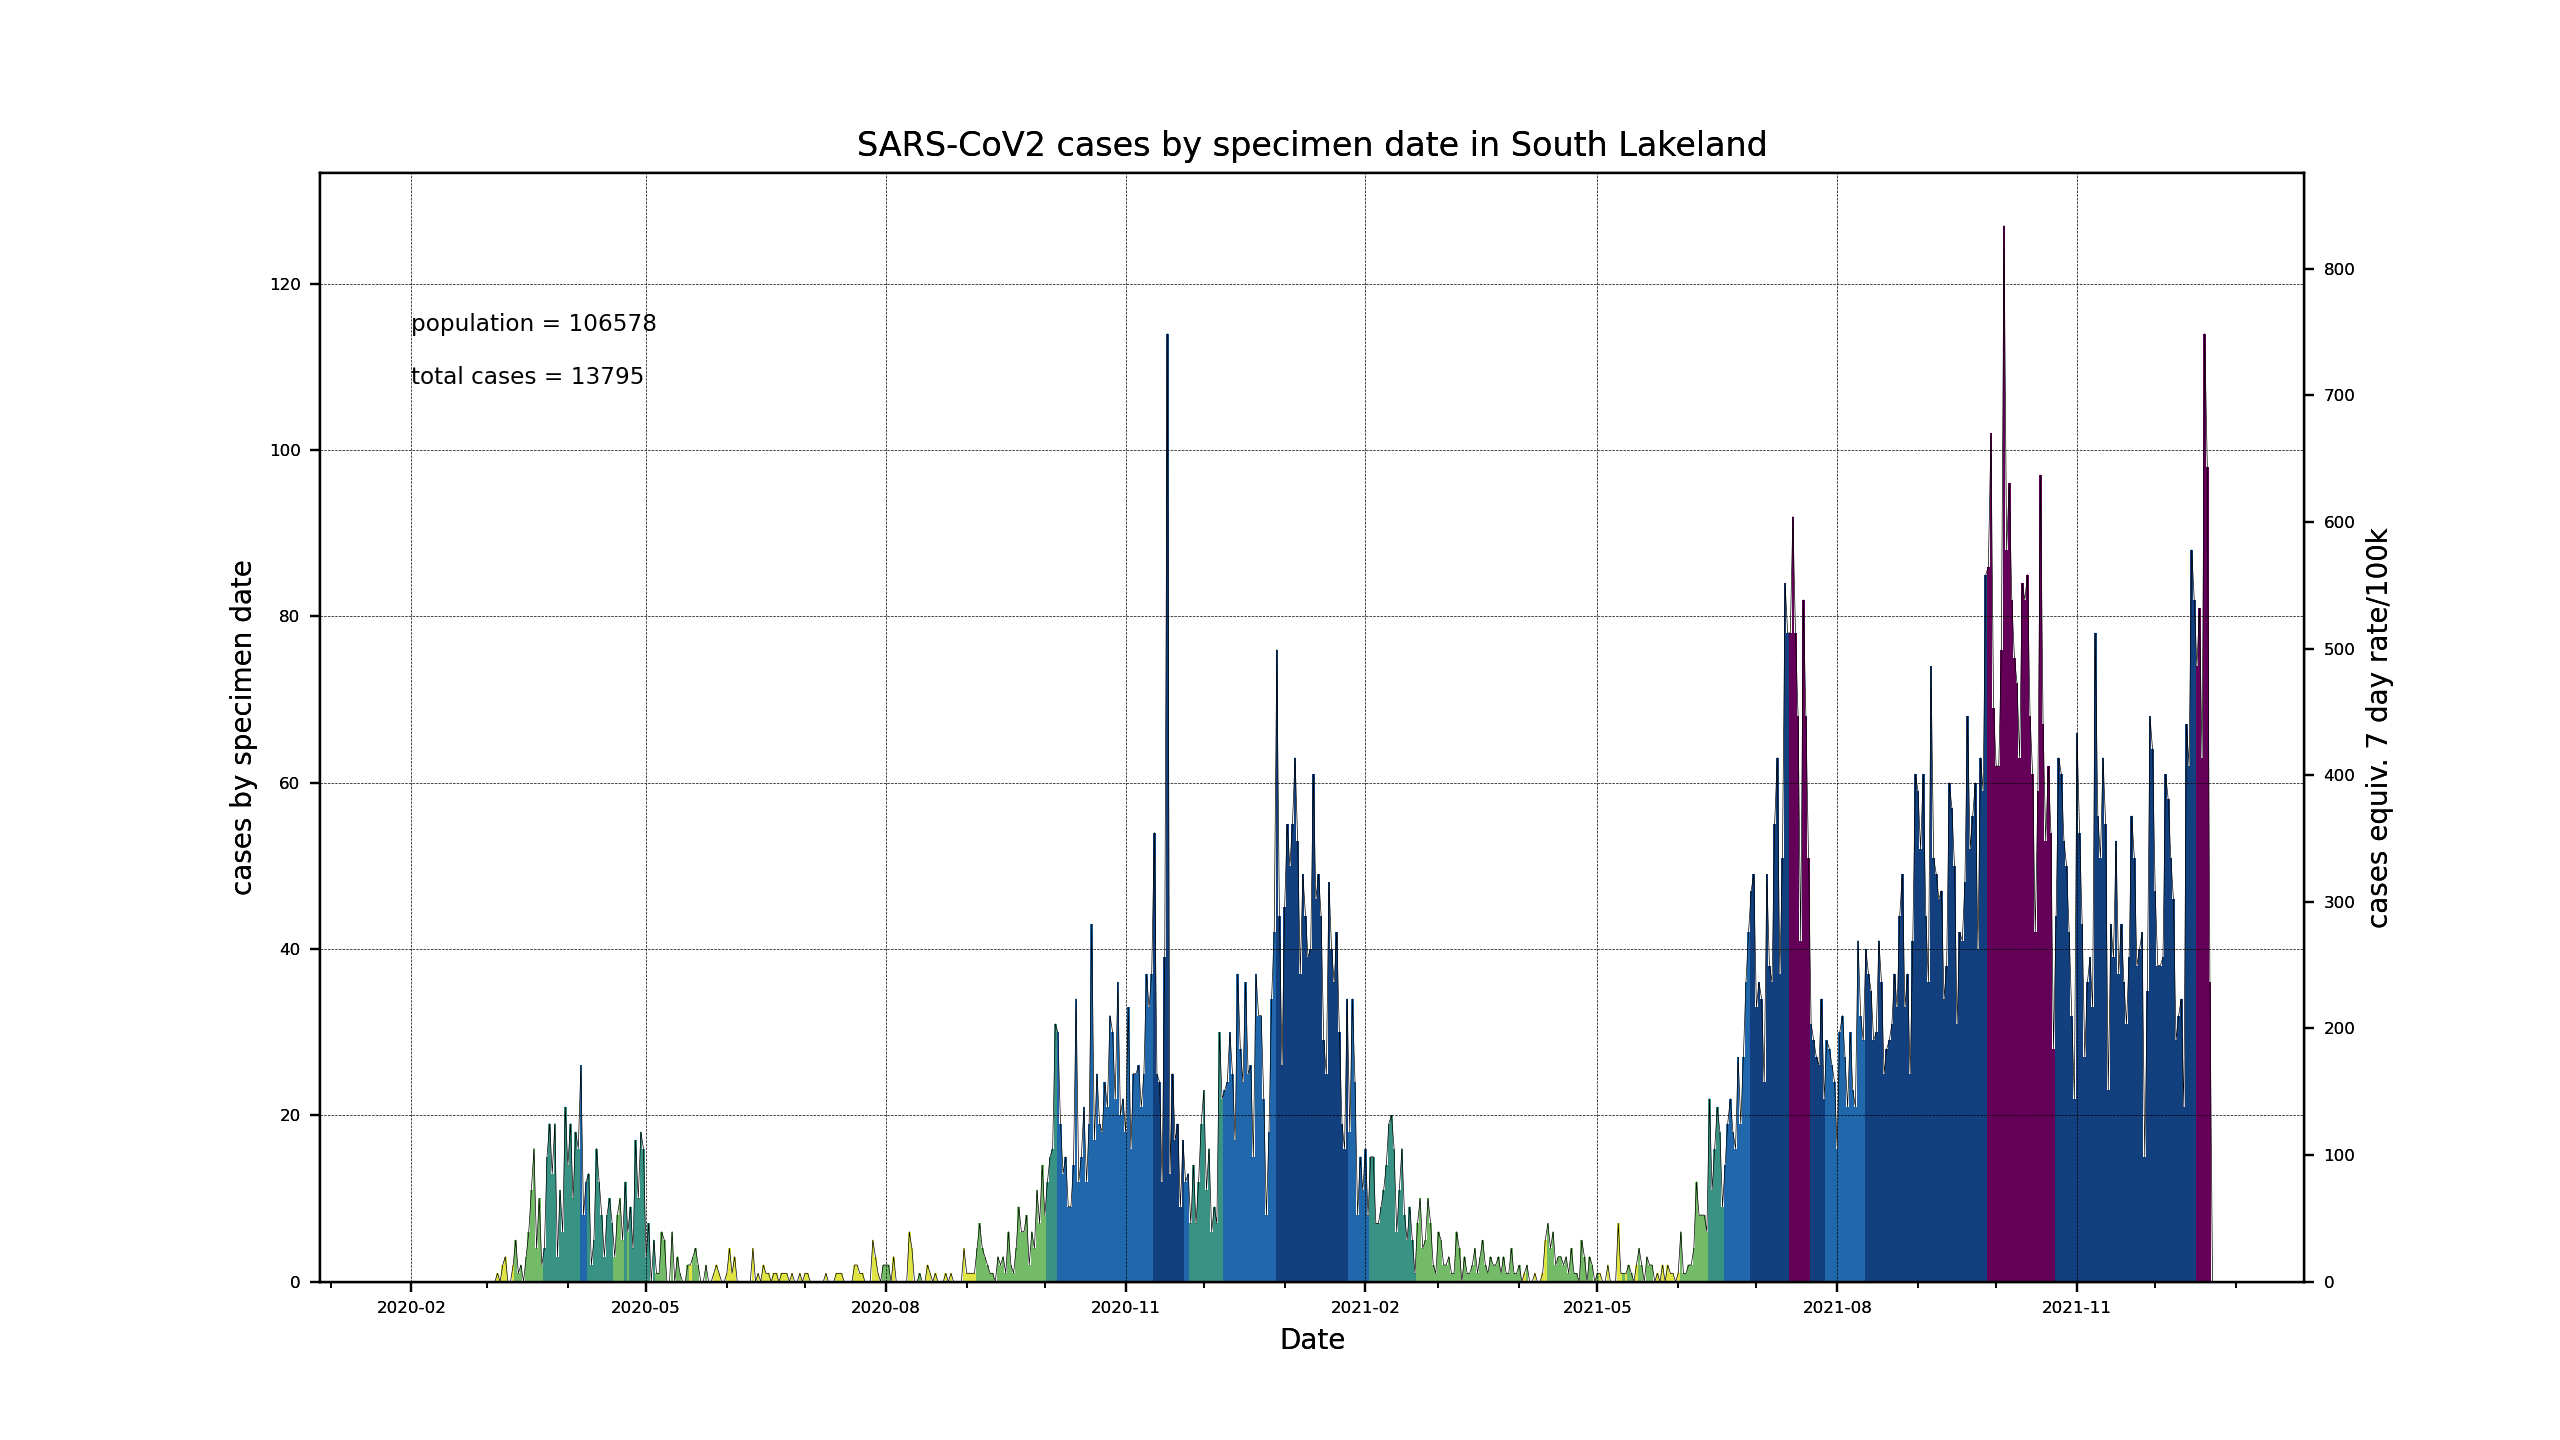 SARS-CoV2 cases by specimen date in South Lakeland
population = 106578
total cases = 13795
cases by specimen date
120
100
80
60
40
20
0
800
700
600
500
400
300
200
100
0
cases equiv. 7 day rate/100k
2020-02 2020-05 2020-08 2020-11 2021-02 2021-05 2021-08 2021-11
Date